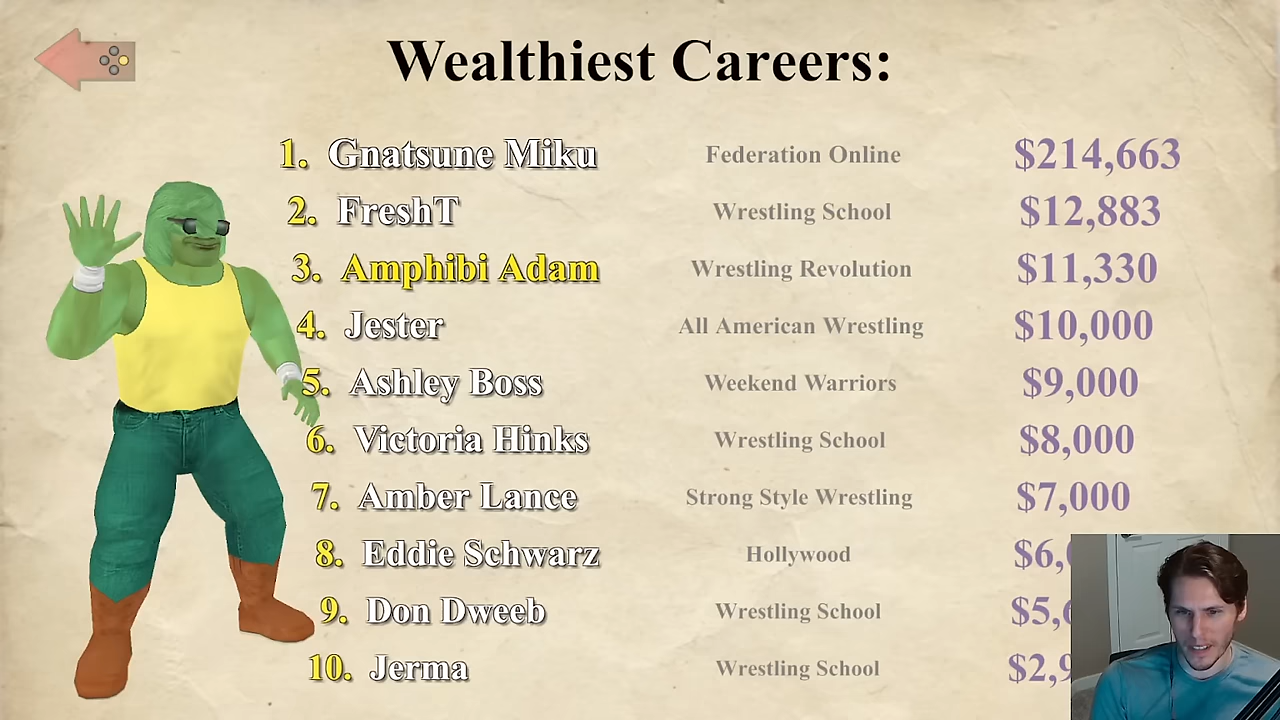 Wealthiest Careers:
1. Gnatsune Miku Federation Online $214,663
2. FreshT Wrestling School $12,883
3. Amphibi Adam Wrestling Revolution $11,330
4. Jester All American Wrestling $10,000
5. Ashley Boss Weekend Warriors $9,000
6. Victoria Hinks Wrestling School $8,000
7. Amber Lance Strong Style Wrestling $7,000
8. Eddie Schwarz Hollywood
9. Don Dweeb Wrestling School
10. Jerma Wrestling School